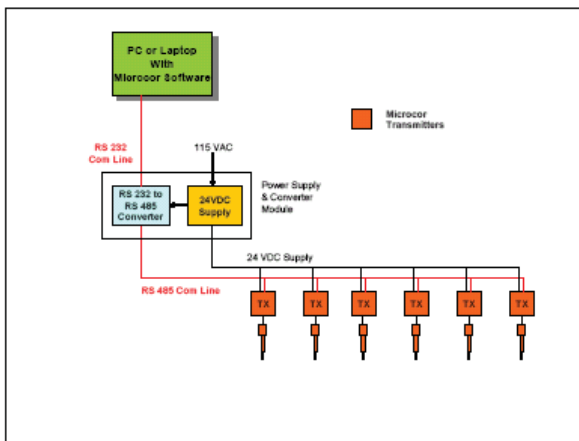 PC or Laptop
With
Microcor Software
Microcor
Transmitters
RS 232
Com Line
115 VAC
RS 232 to
RS 485
Converter
24VDC
Supply
Power Supply
& Converter
Module
24 VDC Supply
RS 485 Com Line
TX
TX
TX
TX
TX
TX